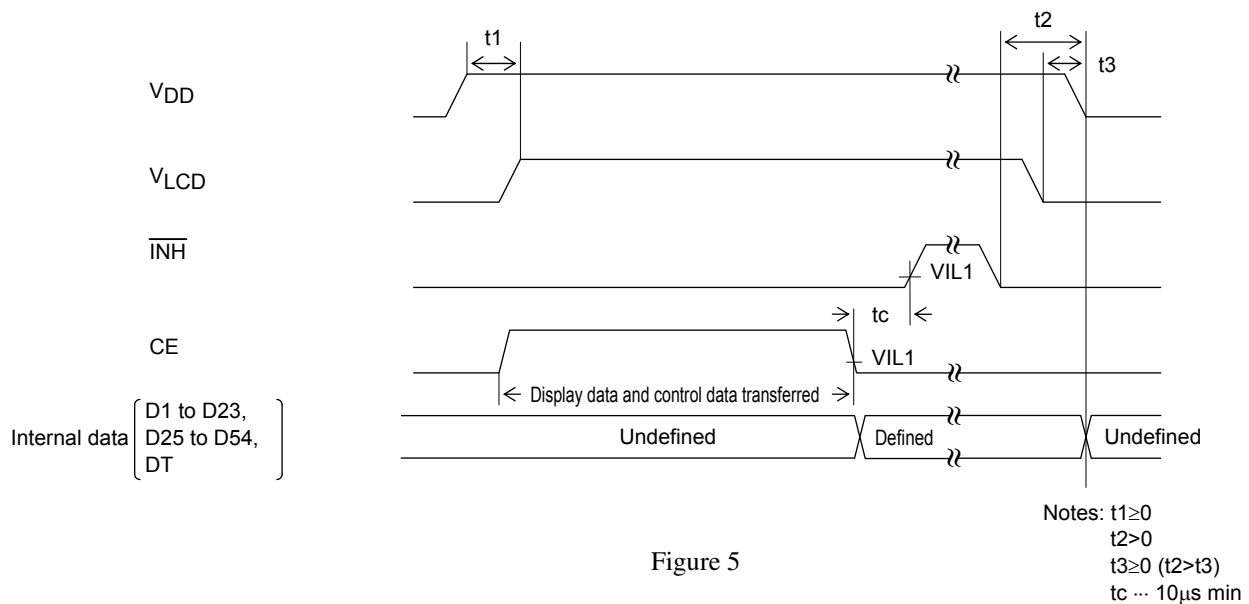 t1
t2
t3
VDD
VLCD
INH
VIL1
tc
CE
VIL1
Display data and control data transferred
Internal data
D1 to D23,
D25 to D54,
DT
Undefined
Defined
Undefined
Notes: t1≥0
t2>0
t3≥0 (t2>t3)
tc ··· 10μs min
Figure 5